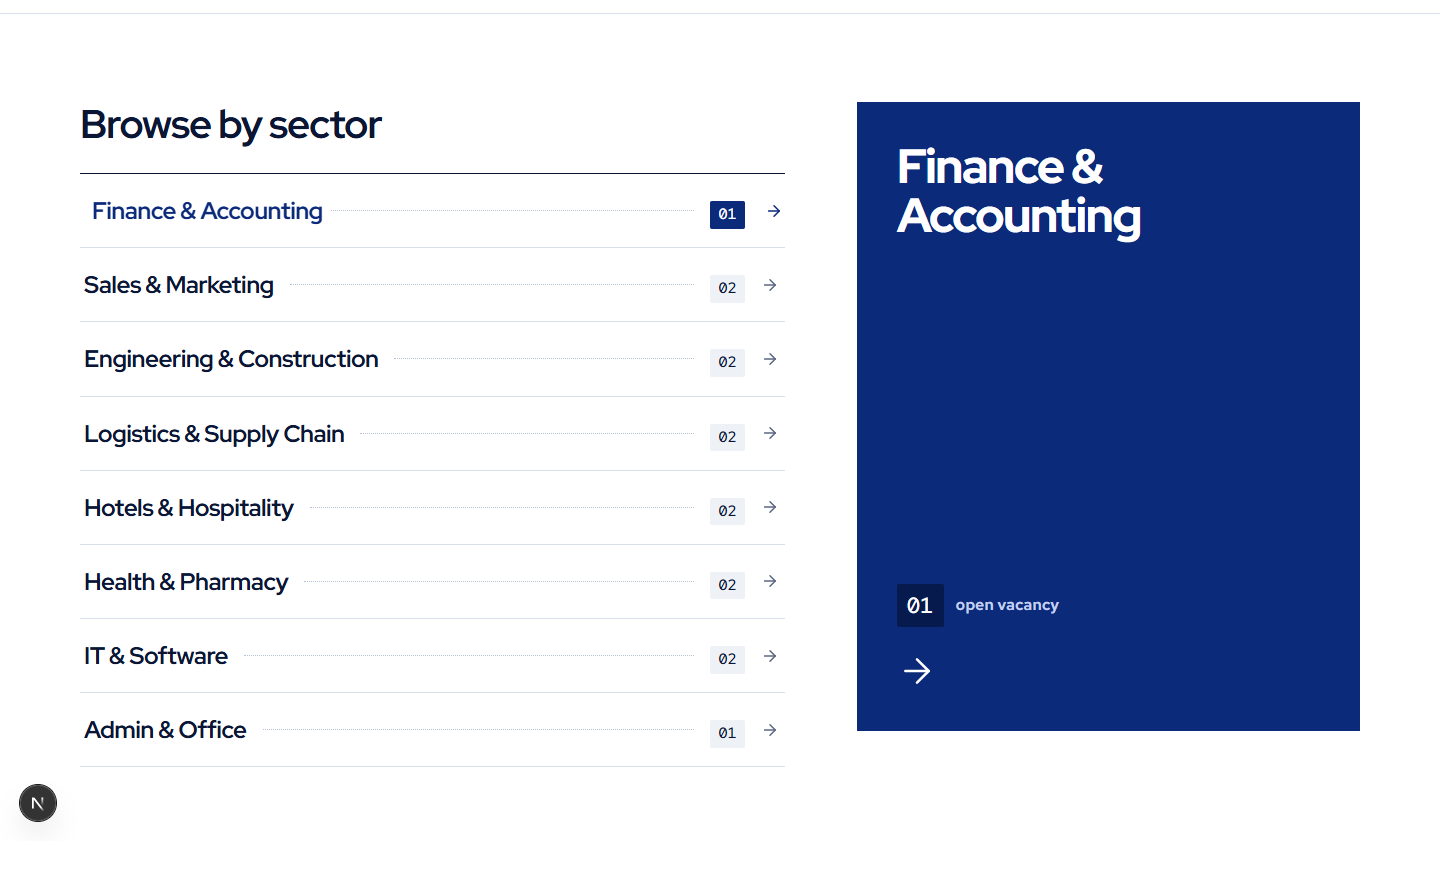 Browse by sector
Finance & Accounting 01
Sales & Marketing 02
Engineering & Construction 02
Logistics & Supply Chain 02
Hotels & Hospitality 02
Health & Pharmacy 02
IT & Software 02
Admin & Office 01
Finance &
Accounting
01 open vacancy
N